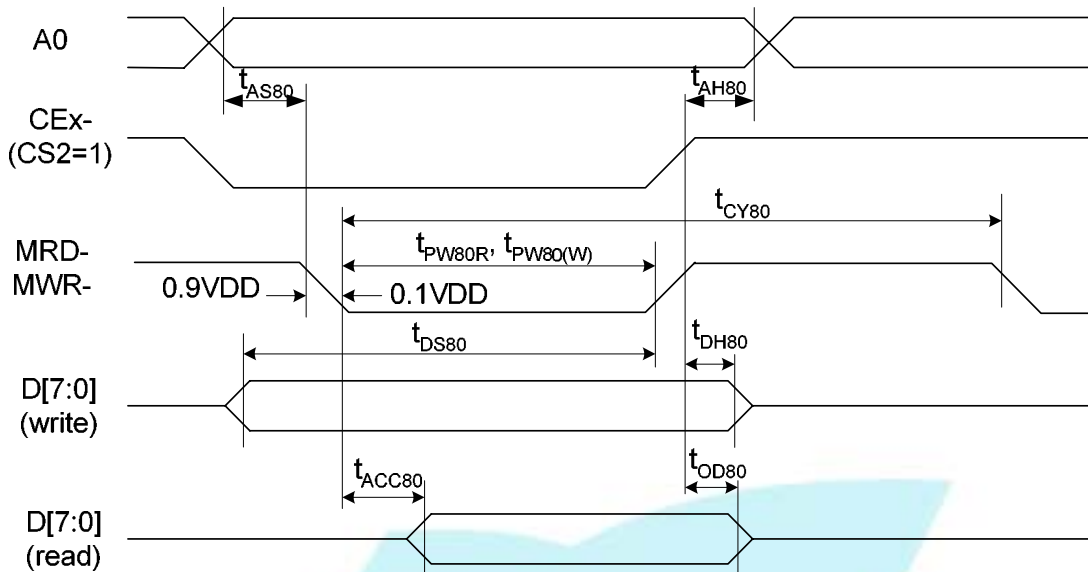 A0
tAS80
tAH80
CEx-
(CS2=1)
tCY80
tPW80R, tPW80(W)
MRD-
MWR-
0.9VDD
0.1VDD
tDS80
tDH80
D[7:0]
(write)
tACC80
tOD80
D[7:0]
(read)